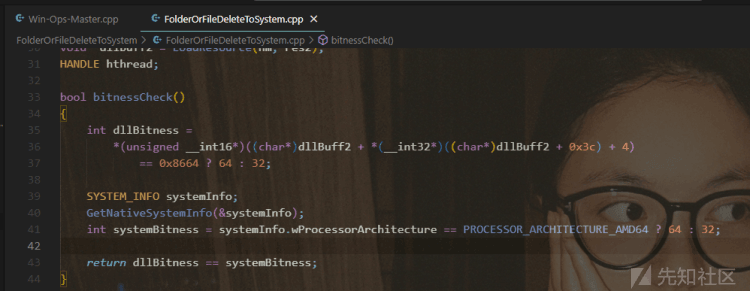 Win-Ops-Master.cpp FolderOrFileDeleteToSystem.cpp ×
FolderOrFileDeleteToSystem > FolderOrFileDeleteToSystem.cpp > bitnessCheck()
30 void* dllBuff2 = LoadResource(hm, res2);
31 HANDLE hthread;
32
33 bool bitnessCheck()
34 {
35 int dllBitness =
36 *(unsigned __int16*)((char*)dllBuff2 + *(__int32*)((char*)dllBuff2 + 0x3c) + 4)
37 == 0x8664 ? 64 : 32;
38
39 SYSTEM_INFO systemInfo;
40 GetNativeSystemInfo(&systemInfo);
41 int systemBitness = systemInfo.wProcessorArchitecture == PROCESSOR_ARCHITECTURE_AMD64 ? 64 : 32;
42
43 return dllBitness == systemBitness;
44 }
先知社区